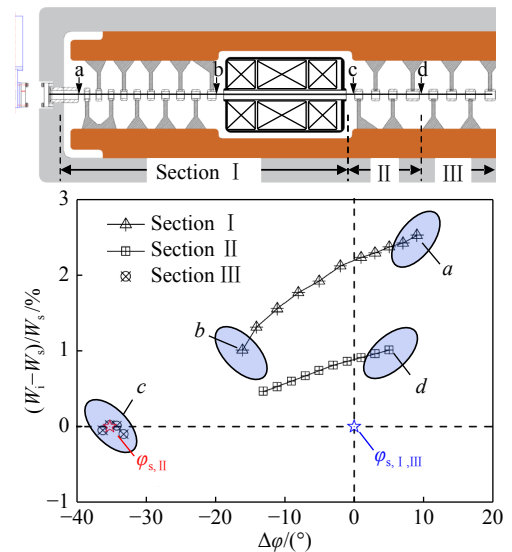 a b c d
Section Ⅰ Ⅱ Ⅲ
3
2
1
0
−1
(W_i−W_s)/W_s/%
Section Ⅰ
Section Ⅱ
Section Ⅲ
a
b
c
d
φ_s,Ⅱ
φ_s,Ⅰ,Ⅲ
−40 −30 −20 −10 0 10 20
Δφ/(°)